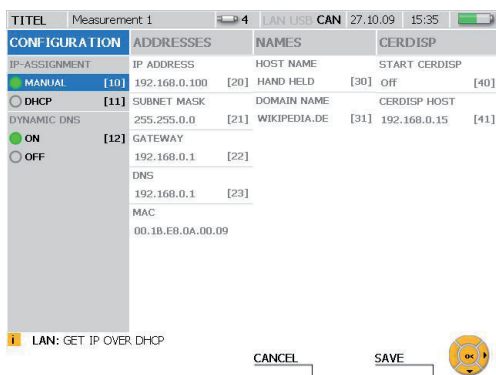 TITEL Measurement 1 4 LAN USB CAN 27.10.09 15:35
CONFIGURATION ADDRESSES NAMES CERDISP
IP-ASSIGNMENT IP ADDRESS HOST NAME START CERDISP
MANUAL [10] 192.168.0.100 [20] HAND HELD [30] Off [40]
DHCP [11] SUBNET MASK DOMAIN NAME CERDISP HOST
DYNAMIC DNS 255.255.0.0 [21] WIKIPEDIA.DE [31] 192.168.0.15 [41]
ON [12] GATEWAY
OFF 192.168.0.1 [22]
DNS
192.168.0.1 [23]
MAC
00.1B.E8.0A.00.09
i LAN: GET IP OVER DHCP
CANCEL SAVE OK